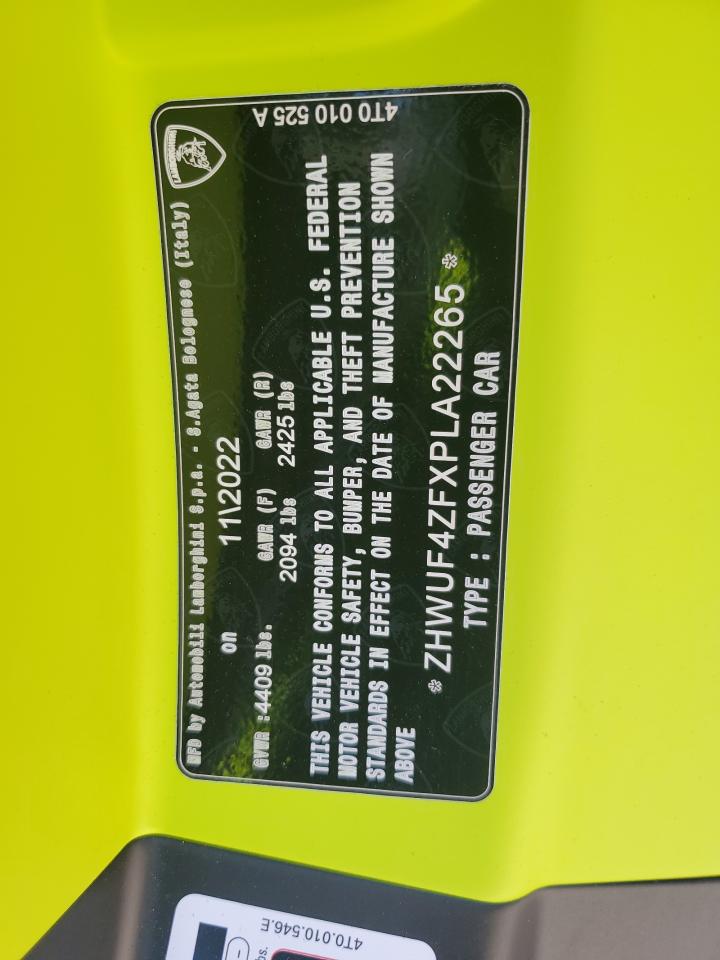 MFD by Automobili Lamborghini S.p.a. - S.Agata Bolognese (Italy)
LAMBORGHINI
on 11\2022
GVWR :4409 lbs. GAWR (F) GAWR (R)
2094 lbs 2425 lbs
THIS VEHICLE CONFORMS TO ALL APPLICABLE U.S. FEDERAL
MOTOR VEHICLE SAFETY, BUMPER, AND THEFT PREVENTION
STANDARDS IN EFFECT ON THE DATE OF MANUFACTURE SHOWN
ABOVE
* ZHWUF4ZFXPLA22265 *
TYPE : PASSENGER CAR
4T0 010 525 A
4T0.010.546.E
bs.